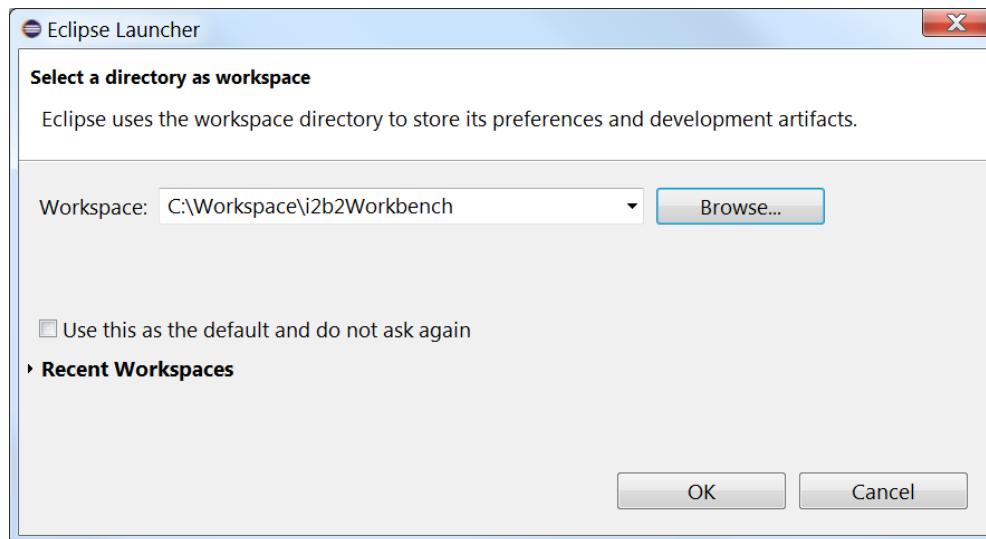 Eclipse Launcher
Select a directory as workspace
Eclipse uses the workspace directory to store its preferences and development artifacts.
Workspace: C:\Workspace\i2b2Workbench Browse...
Use this as the default and do not ask again
Recent Workspaces
OK Cancel